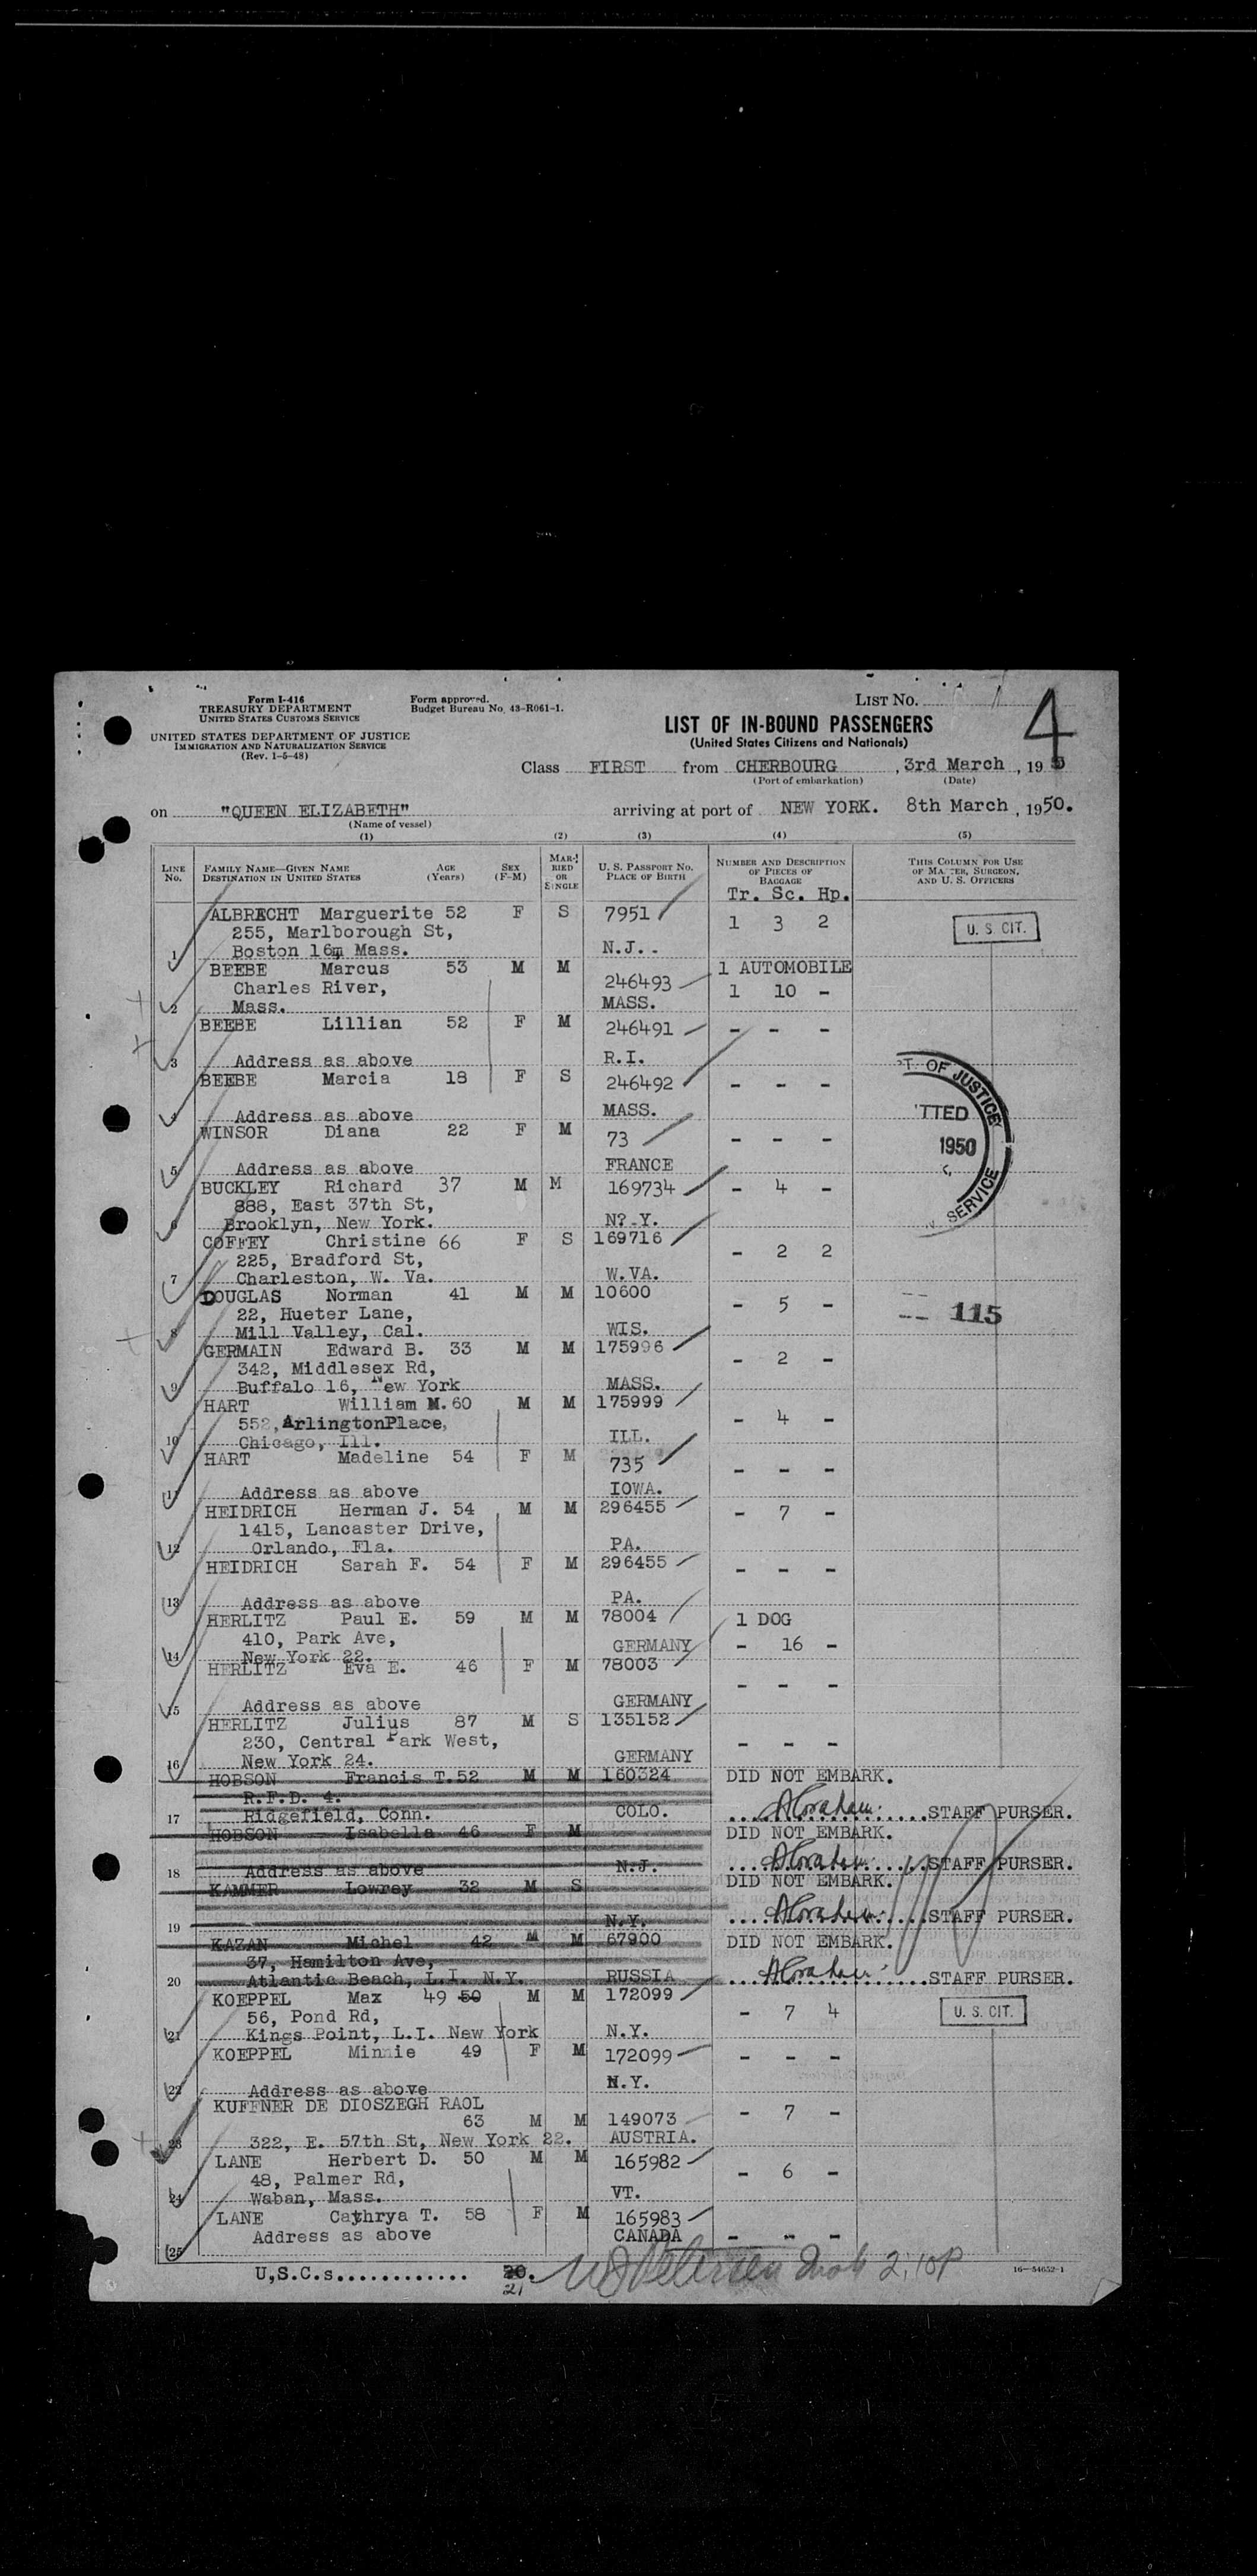 Form I-416
TREASURY DEPARTMENT
UNITED STATES CUSTOMS SERVICE
UNITED STATES DEPARTMENT OF JUSTICE
IMMIGRATION AND NATURALIZATION SERVICE
(Rev. 1-5-48)
Form approved.
Budget Bureau No. 43-R061-1.
LIST NO.
4
LIST OF IN-BOUND PASSENGERS
(United States Citizens and Nationals)
Class FIRST from CHERBOURG, 3rd March, 19
(Port of embarkation) (Date)
on "QUEEN ELIZABETH" arriving at port of NEW YORK. 8th March, 1950.
(Name of vessel)
(1) (2) (3) (4) (5)
LINE NO. FAMILY NAME—GIVEN NAME DESTINATION IN UNITED STATES AGE (Years) SEX (F-M) MARRIED OR SINGLE U. S. PASSPORT NO. PLACE OF BIRTH NUMBER AND DESCRIPTION OF PIECES OF BAGGAGE THIS COLUMN FOR USE OF MASTER, SURGEON, AND U. S. OFFICERS
Tr. Sc. Hp.
ALBRECHT Marguerite 52 F S 7951 1 3 2 U. S. CIT.
255, Marlborough St,
1 Boston 16m Mass. N.J.
BEEBE Marcus 53 M M 246493 1 AUTOMOBILE
Charles River, 1 10 -
2 Mass. MASS.
BEEBE Lillian 52 F M 246491 - - -
3 Address as above R.I.
BEEBE Marcia 18 F S 246492 - - -
4 Address as above MASS.
WINSOR Diana 22 F M 73 - - -
5 Address as above FRANCE
T. OF JUSTICE
TTED
1950
SERVICE
BUCKLEY Richard 37 M M 169734 - 4 -
888, East 37th St,
6 Brooklyn, New York. N?.Y.
COFFEY Christine 66 F S 169716 - 2 2
225, Bradford St,
7 Charleston, W. Va. W.VA.
DOUGLAS Norman 41 M M 10600 - 5 - 115
22, Hueter Lane,
8 Mill Valley, Cal. WIS.
GERMAIN Edward B. 33 M M 175996 - 2 -
342, Middlesex Rd,
9 Buffalo 16, New York MASS.
HART William M. 60 M M 175999 - 4 -
552, ArlingtonPlace,
10 Chicago, Ill. ILL.
HART Madeline 54 F M 735 - - -
11 Address as above IOWA.
HEIDRICH Herman J. 54 M M 296455 - 7 -
1415, Lancaster Drive,
12 Orlando, Fla. PA.
HEIDRICH Sarah F. 54 F M 296455 - - -
13 Address as above PA.
HERLITZ Paul E. 59 M M 78004 1 DOG
410, Park Ave, - 16 -
14 New York 22. GERMANY
HERLITZ Eva E. 46 F M 78003 - - -
15 Address as above GERMANY
HERLITZ Julius 87 M S 135152 - - -
230, Central Park West,
16 New York 24. GERMANY
HOBSON Francis T. 52 M M 160324 DID NOT EMBARK.
R.F.D. 4.
17 Ridgefield, Conn. COLO. STAFF PURSER.
HOBSON Isabella 46 F M DID NOT EMBARK.
18 Address as above N.J. STAFF PURSER.
KAMMER Lowrey 32 M S DID NOT EMBARK.
19 N.Y. STAFF PURSER.
KAZAN Michel 42 M M 67900 DID NOT EMBARK.
37, Hamilton Ave,
20 Atlantic Beach, L.I. N.Y. RUSSIA STAFF PURSER.
KOEPPEL Max 49 50 M M 172099 - 7 4 U. S. CIT.
56, Pond Rd,
21 Kings Point, L.I. New York N.Y.
KOEPPEL Minnie 49 F M 172099 - - -
22 Address as above N.Y.
KUFFNER DE DIOSZEGH RAOL
63 M M 149073 - 7 -
23 322, E. 57th St, New York 22. AUSTRIA.
LANE Herbert D. 50 M M 165982 - 6 -
48, Palmer Rd,
24 Waban, Mass. VT.
LANE Cathrya T. 58 F M 165983
Address as above CANADA - - -
25
U,S.C.s............ 20.
21
2,10P
16—54652-1